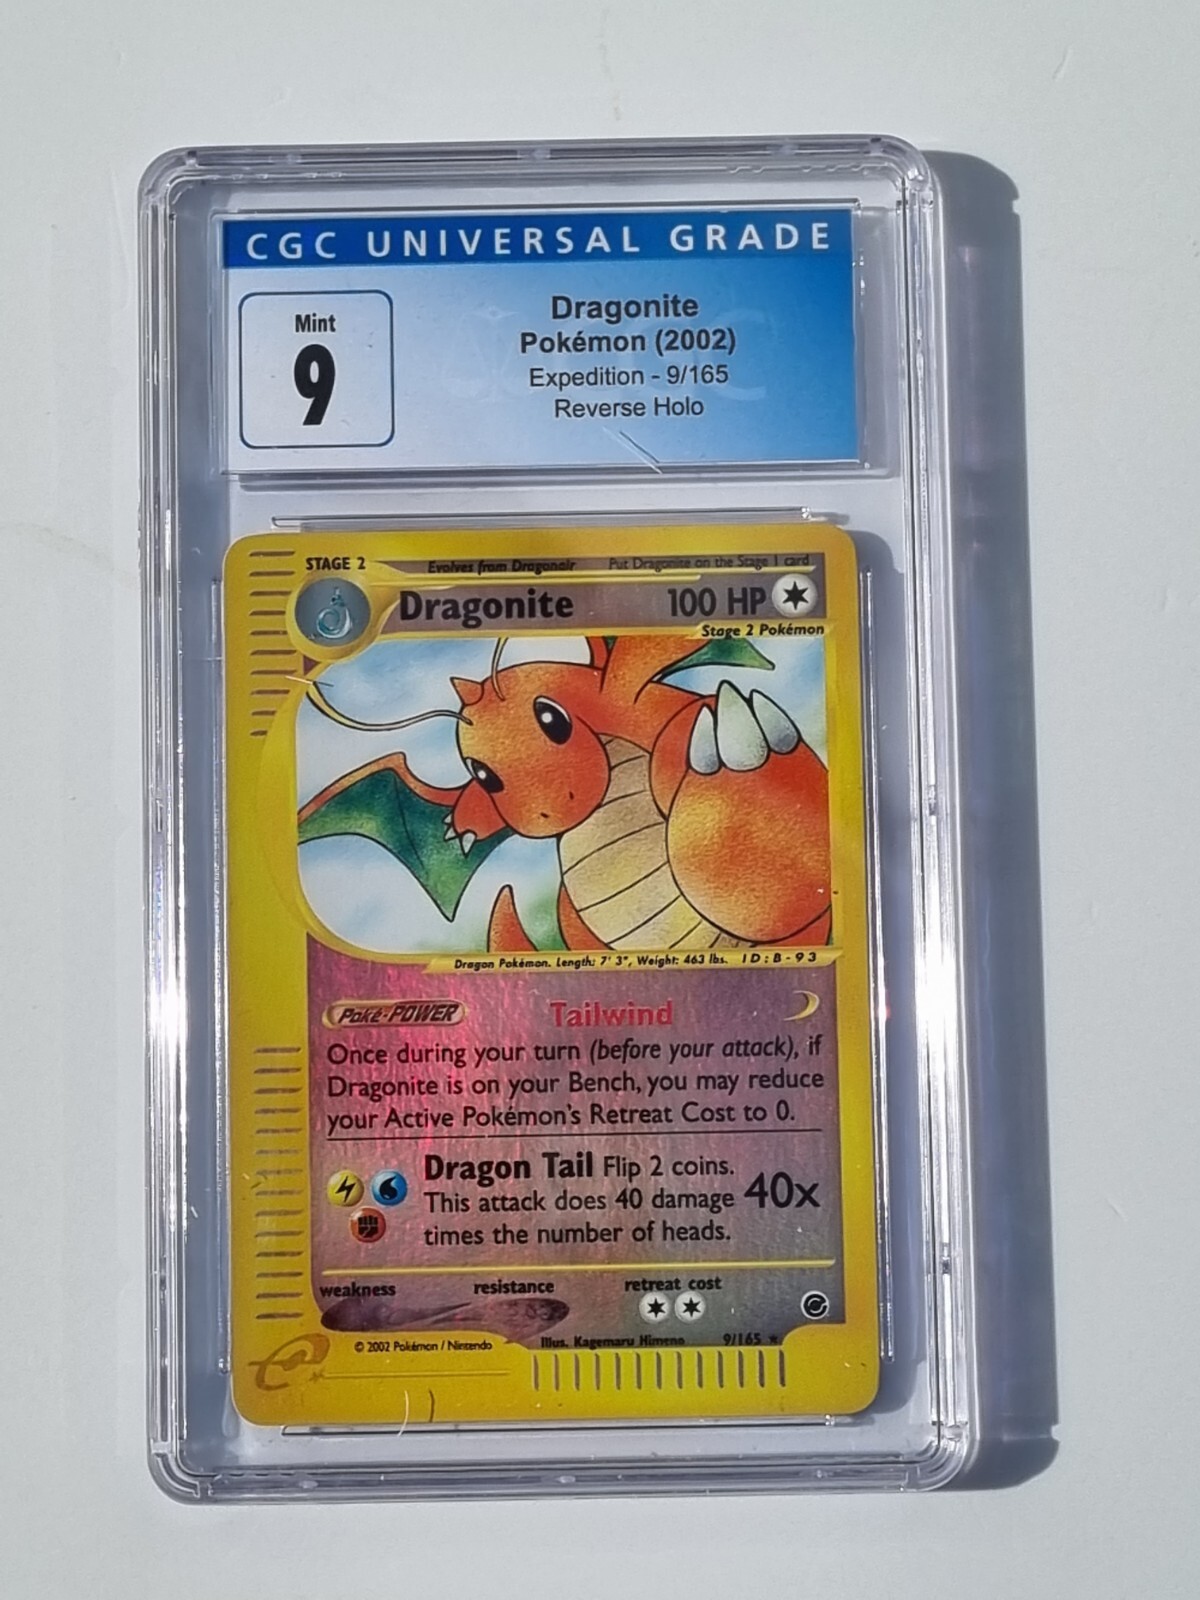 CGC UNIVERSAL GRADE
Mint
9
Dragonite
Pokémon (2002)
Expedition - 9/165
Reverse Holo
STAGE 2
Evolves from Dragonair
Put Dragonite on the Stage 1 card
Dragonite
100 HP
Stage 2 Pokémon
Dragon Pokémon. Length: 7' 3", Weight: 463 lbs. ID: B-93
Poké-POWER
Tailwind
Once during your turn (before your attack), if
Dragonite is on your Bench, you may reduce
your Active Pokémon's Retreat Cost to 0.
Dragon Tail Flip 2 coins.
This attack does 40 damage
times the number of heads.
40x
weakness
resistance
retreat cost
© 2002 Pokémon / Nintendo
Illus. Kagemaru Himeno
9/165 ★